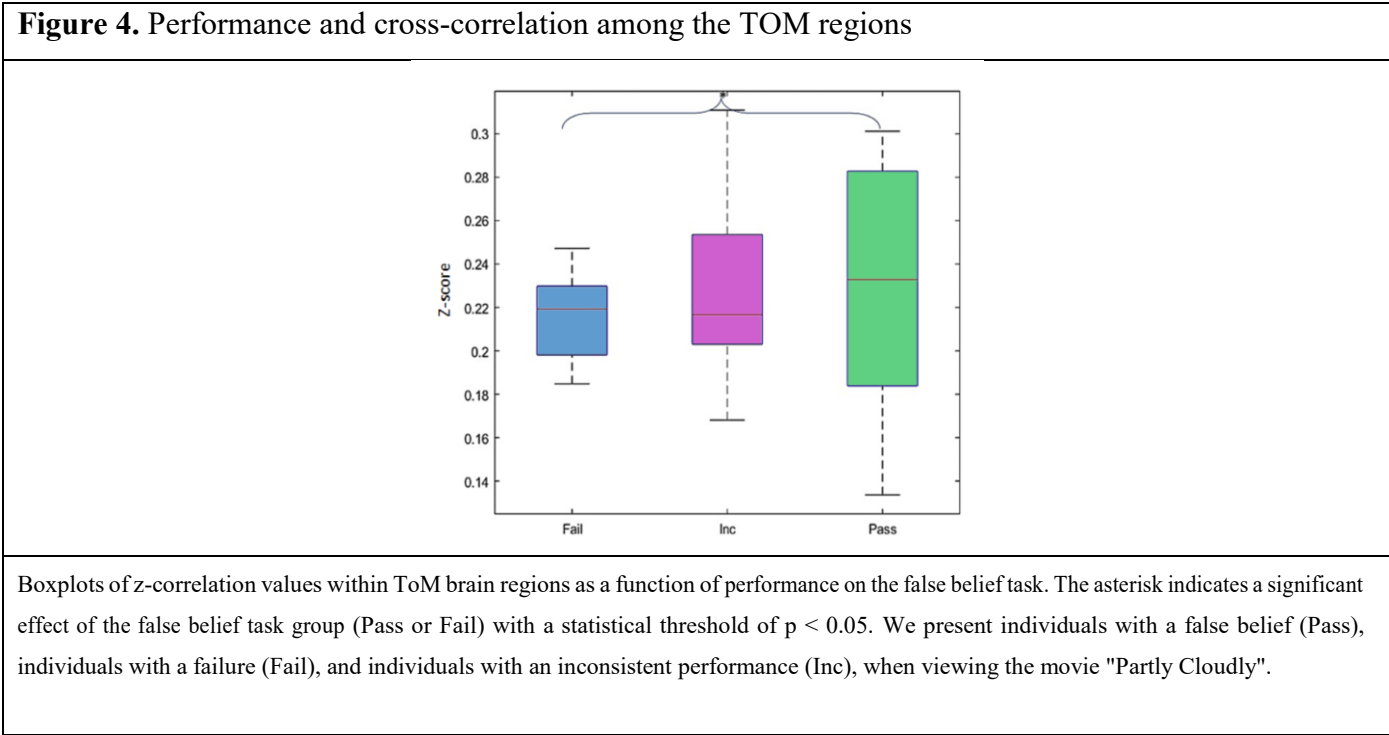 Figure 4. Performance and cross-correlation among the TOM regions
*
0.3
0.28
0.26
0.24
0.22
0.2
0.18
0.16
0.14
Z-score
Fail Inc Pass
Boxplots of z-correlation values within ToM brain regions as a function of performance on the false belief task. The asterisk indicates a significant
effect of the false belief task group (Pass or Fail) with a statistical threshold of p < 0.05. We present individuals with a false belief (Pass),
individuals with a failure (Fail), and individuals with an inconsistent performance (Inc), when viewing the movie "Partly Cloudly".